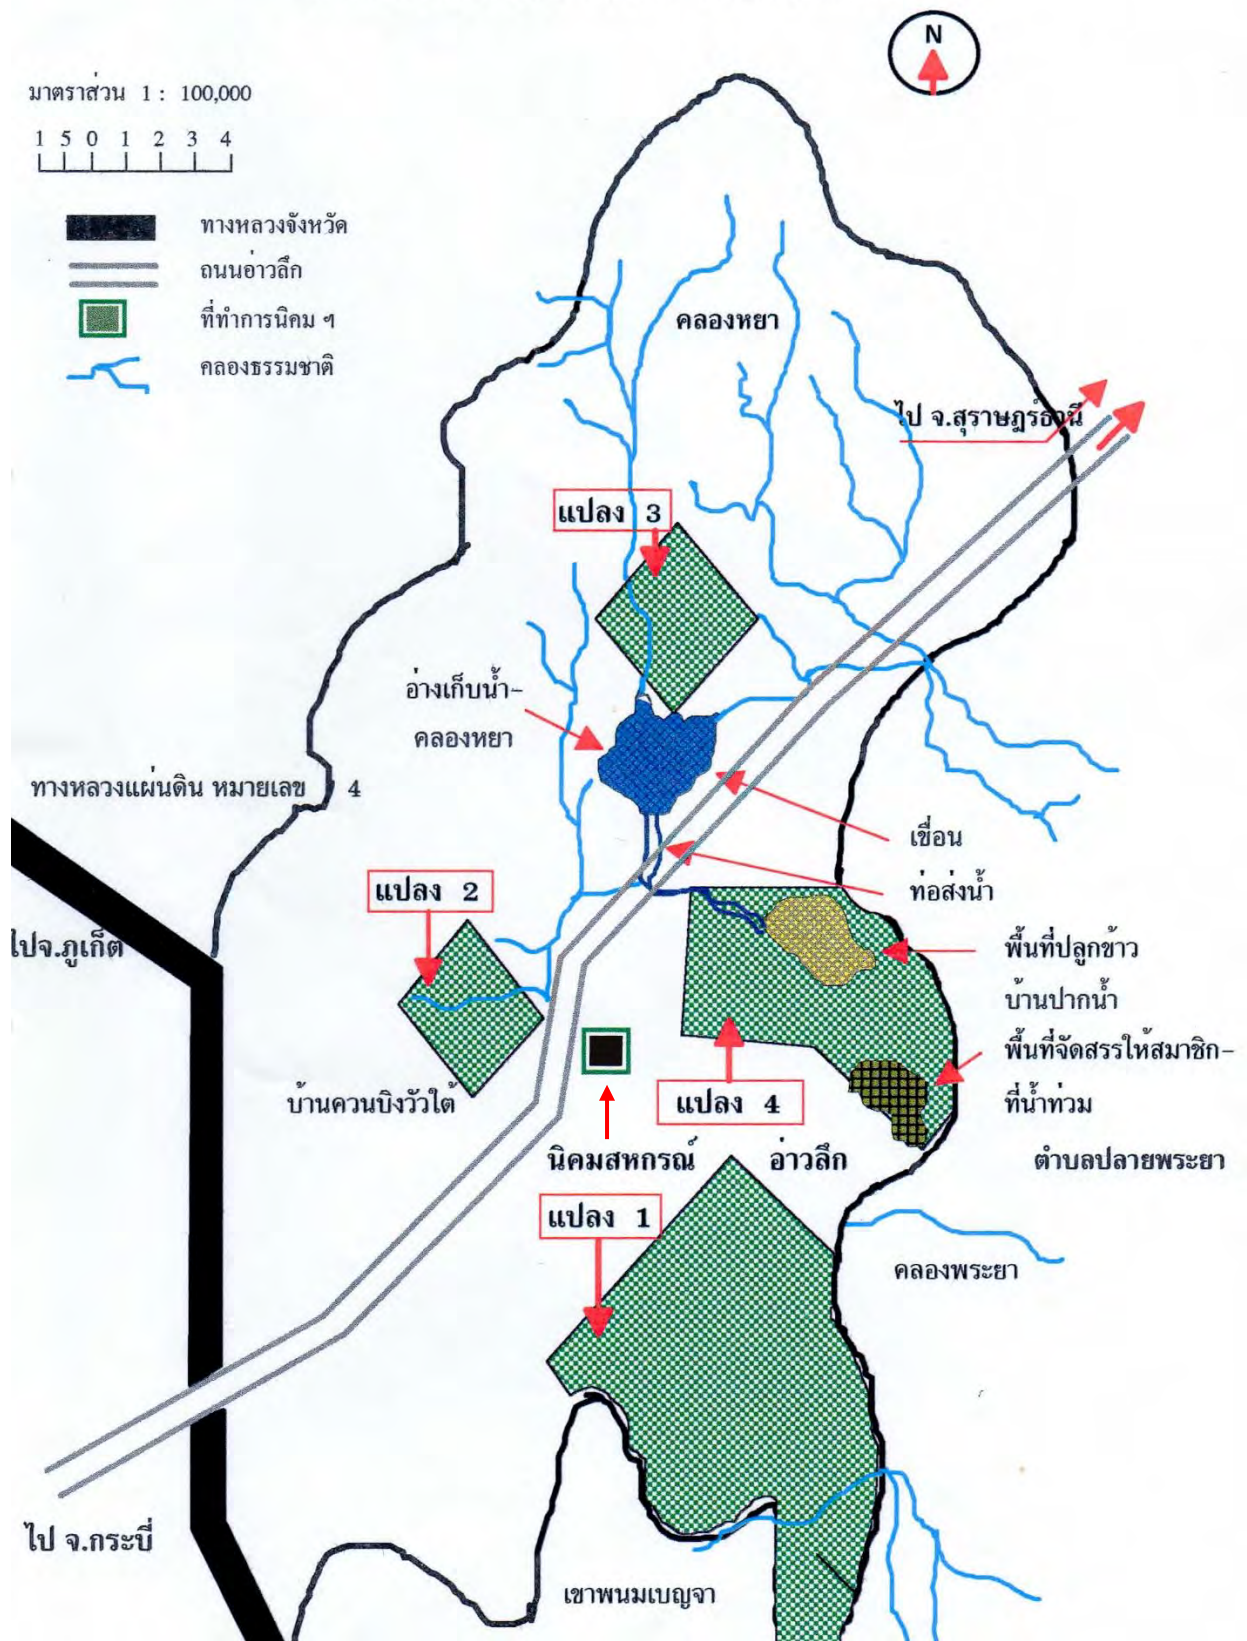 N
มาตราส่วน 1 : 100,000
1 5 0 1 2 3 4
ทางหลวงจังหวัด
ถนนอ่าวลึก
ที่ทำการนิคม ฯ
คลองธรรมชาติ
คลองหยา
ไป จ.สุราษฎร์ธานี
แปลง 3
อ่างเก็บน้ำ-
คลองหยา
ทางหลวงแผ่นดิน หมายเลข 4
เขื่อน
ท่อส่งน้ำ
แปลง 2
ไปจ.ภูเก็ต
พื้นที่ปลูกข้าว
บ้านปากน้ำ
พื้นที่จัดสรรให้สมาชิก-
ที่น้ำท่วม
บ้านควนบิงวัวใต้
แปลง 4
นิคมสหกรณ์ อ่าวลึก
ตำบลปลายพระยา
แปลง 1
คลองพระยา
ไป จ.กระบี่
เขาพนมเบญจา